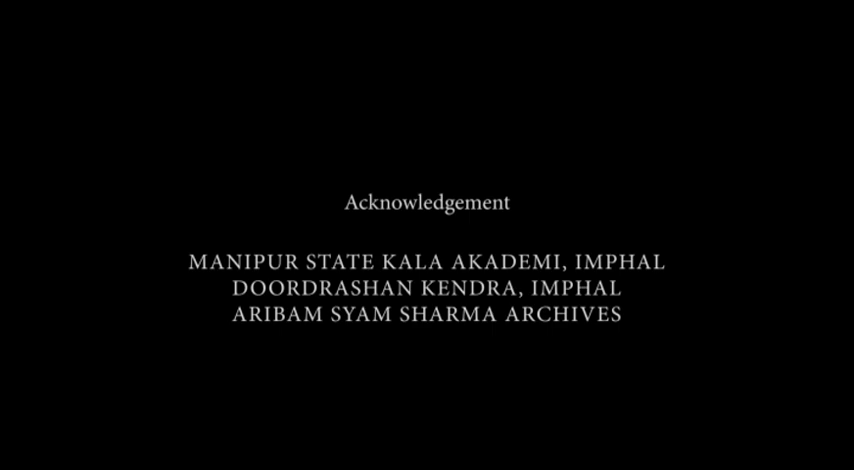 Acknowledgement
MANIPUR STATE KALA AKADEMI, IMPHAL
DOORDRASHAN KENDRA, IMPHAL
ARIBAM SYAM SHARMA ARCHIVES